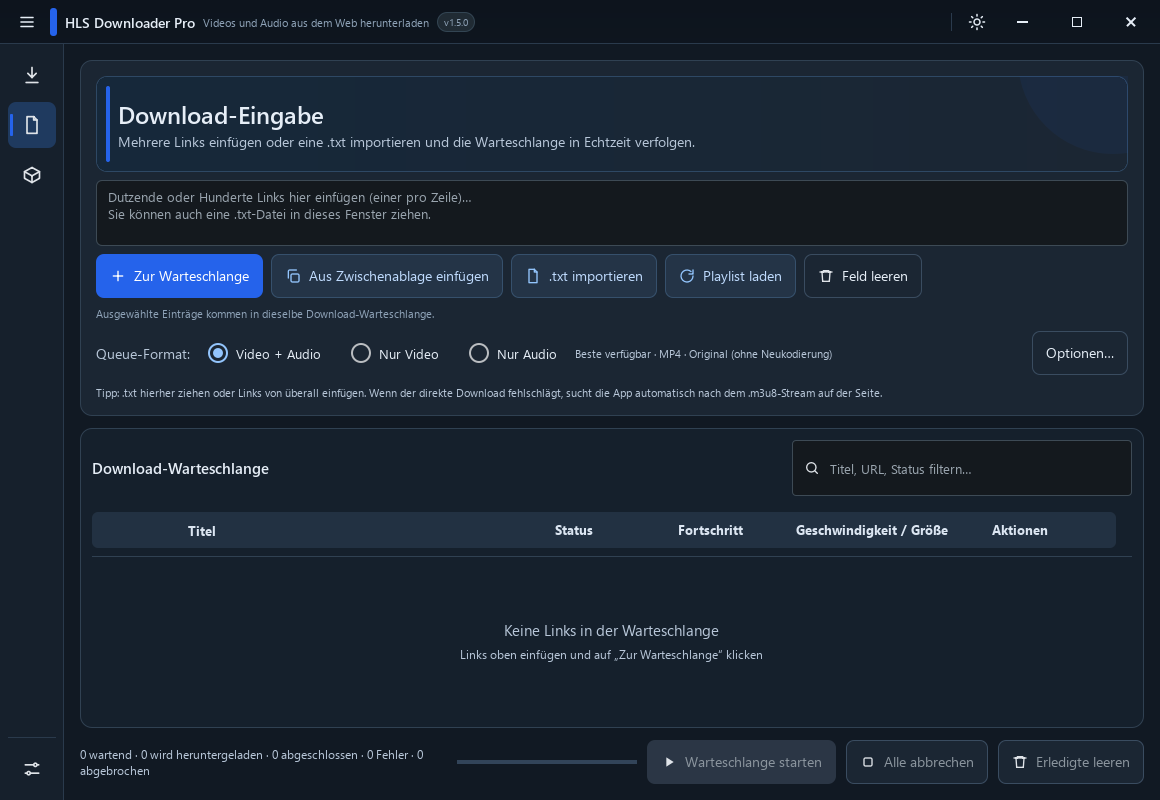 HLS Downloader Pro Videos und Audio aus dem Web herunterladen v1.5.0
Download-Eingabe
Mehrere Links einfügen oder eine .txt importieren und die Warteschlange in Echtzeit verfolgen.
Dutzende oder Hunderte Links hier einfügen (einer pro Zeile)...
Sie können auch eine .txt-Datei in dieses Fenster ziehen.
Zur Warteschlange Aus Zwischenablage einfügen .txt importieren Playlist laden Feld leeren
Ausgewählte Einträge kommen in dieselbe Download-Warteschlange.
Queue-Format: Video + Audio Nur Video Nur Audio Beste verfügbar · MP4 · Original (ohne Neukodierung) Optionen...
Tipp: .txt hierher ziehen oder Links von überall einfügen. Wenn der direkte Download fehlschlägt, sucht die App automatisch nach dem .m3u8-Stream auf der Seite.
Download-Warteschlange Titel, URL, Status filtern...
Titel Status Fortschritt Geschwindigkeit / Größe Aktionen
Keine Links in der Warteschlange
Links oben einfügen und auf „Zur Warteschlange“ klicken
0 wartend · 0 wird heruntergeladen · 0 abgeschlossen · 0 Fehler · 0
abgebrochen
Warteschlange starten Alle abbrechen Erledigte leeren